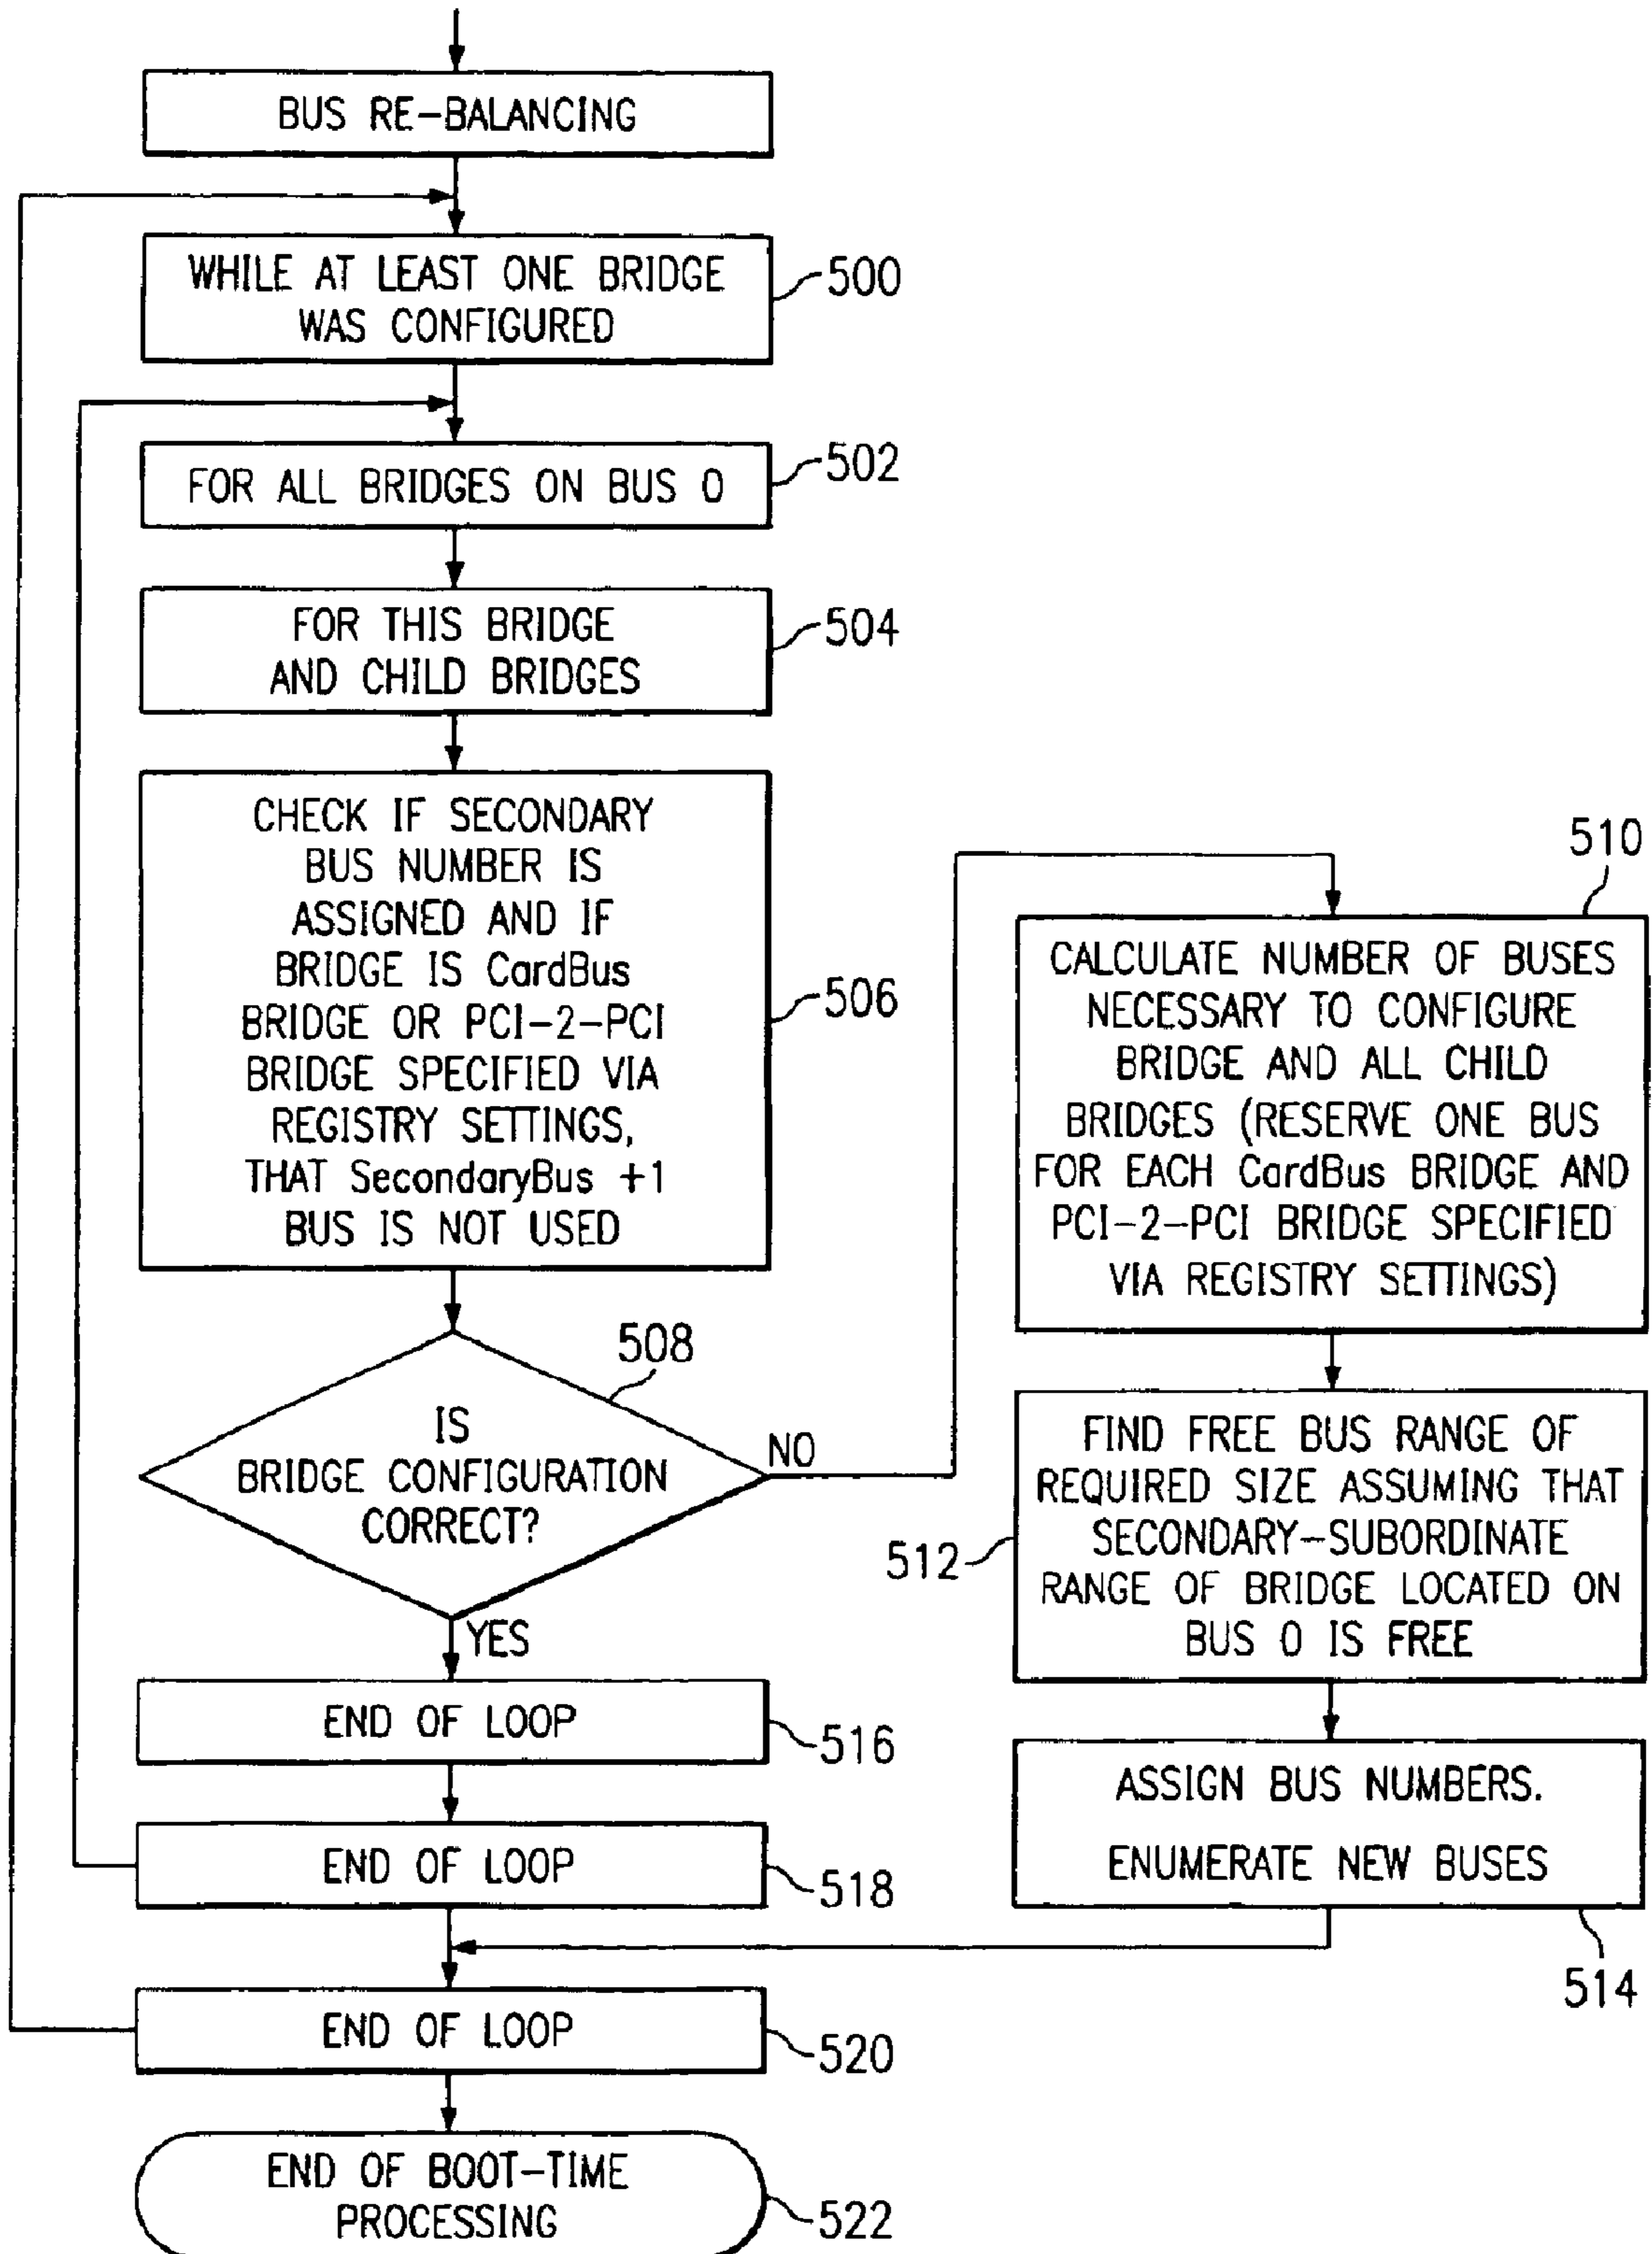 BUS RE-BALANCING
WHILE AT LEAST ONE BRIDGE
WAS CONFIGURED
500
FOR ALL BRIDGES ON BUS 0
502
FOR THIS BRIDGE
AND CHILD BRIDGES
504
CHECK IF SECONDARY
BUS NUMBER IS
ASSIGNED AND IF
BRIDGE IS CardBus
BRIDGE OR PCI-2-PCI
BRIDGE SPECIFIED VIA
REGISTRY SETTINGS,
THAT SecondaryBus +1
BUS IS NOT USED
506
508
IS
BRIDGE CONFIGURATION
CORRECT?
NO
YES
510
CALCULATE NUMBER OF BUSES
NECESSARY TO CONFIGURE
BRIDGE AND ALL CHILD
BRIDGES (RESERVE ONE BUS
FOR EACH CardBus BRIDGE AND
PCI-2-PCI BRIDGE SPECIFIED
VIA REGISTRY SETTINGS)
FIND FREE BUS RANGE OF
REQUIRED SIZE ASSUMING THAT
SECONDARY-SUBORDINATE
RANGE OF BRIDGE LOCATED ON
BUS 0 IS FREE
512
ASSIGN BUS NUMBERS.
ENUMERATE NEW BUSES
514
END OF LOOP
516
END OF LOOP
518
END OF LOOP
520
END OF BOOT-TIME
PROCESSING
522